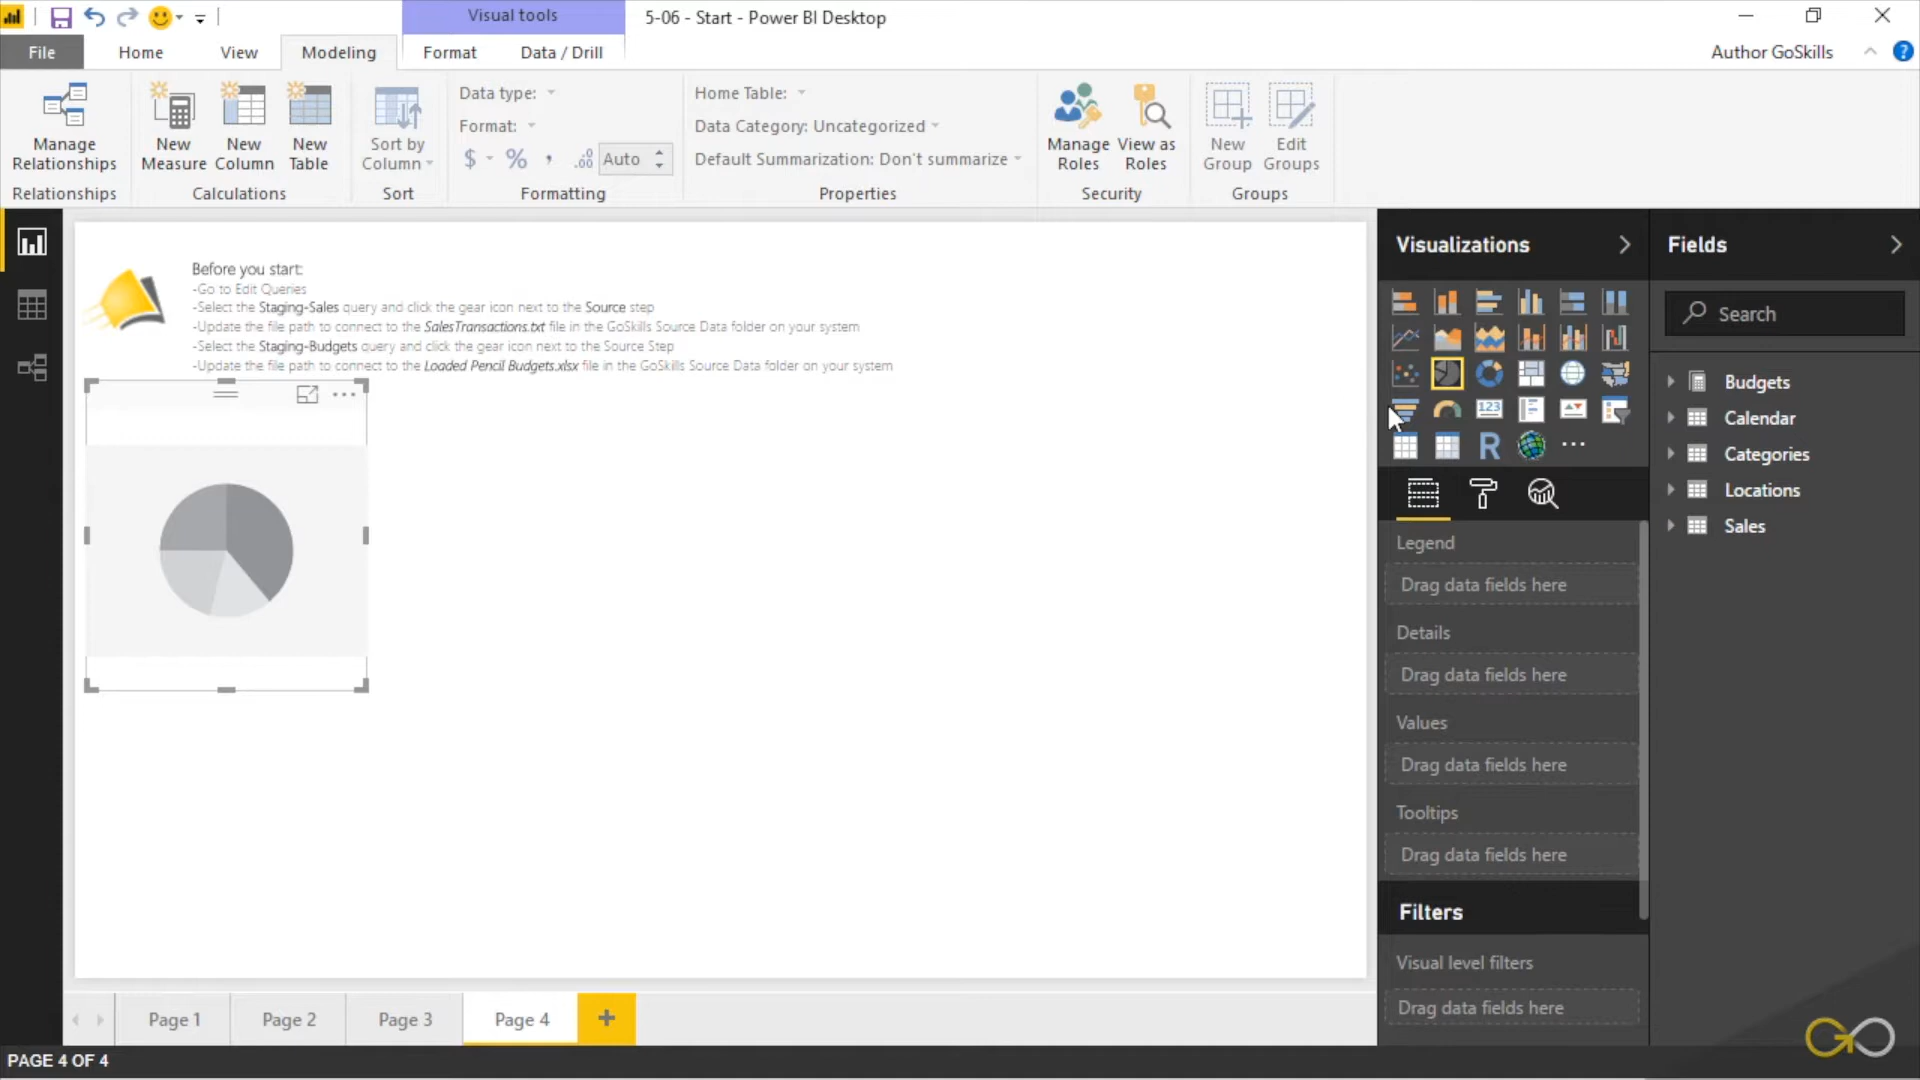 Visual tools
5-06 - Start - Power BI Desktop
File
Home
View
Modeling
Format
Data / Drill
Author GoSkills
?
Manage Relationships
New Measure
New Column
New Table
Sort by Column
Data type:
Format:
$ % , .00 Auto
Home Table:
Data Category: Uncategorized
Default Summarization: Don't summarize
Manage Roles
View as Roles
New Group
Edit Groups
Relationships
Calculations
Sort
Formatting
Properties
Security
Groups
Before you start:
-Go to Edit Queries
-Select the Staging-Sales query and click the gear icon next to the Source step
-Update the file path to connect to the SalesTransactions.txt file in the GoSkills Source Data folder on your system
-Select the Staging-Budgets query and click the gear icon next to the Source Step
-Update the file path to connect to the Loaded Pencil Budgets.xlsx file in the GoSkills Source Data folder on your system
Visualizations
123
R
Legend
Drag data fields here
Details
Drag data fields here
Values
Drag data fields here
Tooltips
Drag data fields here
Filters
Visual level filters
Drag data fields here
Fields
Search
Budgets
Calendar
Categories
Locations
Sales
Page 1
Page 2
Page 3
Page 4
+
PAGE 4 OF 4
GO